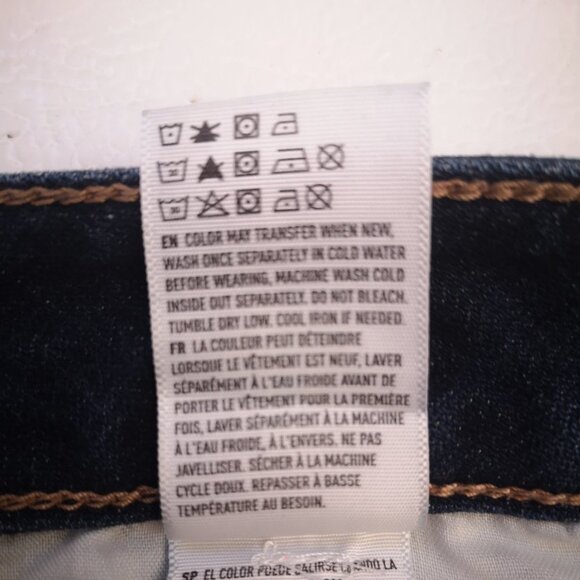 EN COLOR MAY TRANSFER WHEN NEW,
WASH ONCE SEPARATELY IN COLD WATER
BEFORE WEARING, MACHINE WASH COLD
INSIDE OUT SEPARATELY. DO NOT BLEACH.
TUMBLE DRY LOW. COOL IRON IF NEEDED.
FR LA COULEUR PEUT DÉTEINDRE
LORSQUE LE VÊTEMENT EST NEUF, LAVER
SÉPARÉMENT À L'EAU FROIDE AVANT DE
PORTER LE VÊTEMENT POUR LA PREMIÈRE
FOIS, LAVER SÉPARÉMENT À LA MACHINE
À L'EAU FROIDE, À L'ENVERS. NE PAS
JAVELLISER. SÉCHER À LA MACHINE
CYCLE DOUX. REPASSER À BASSE
TEMPÉRATURE AU BESOIN.
SP EL COLOR PUEDE SALIRSE CUANDO LA